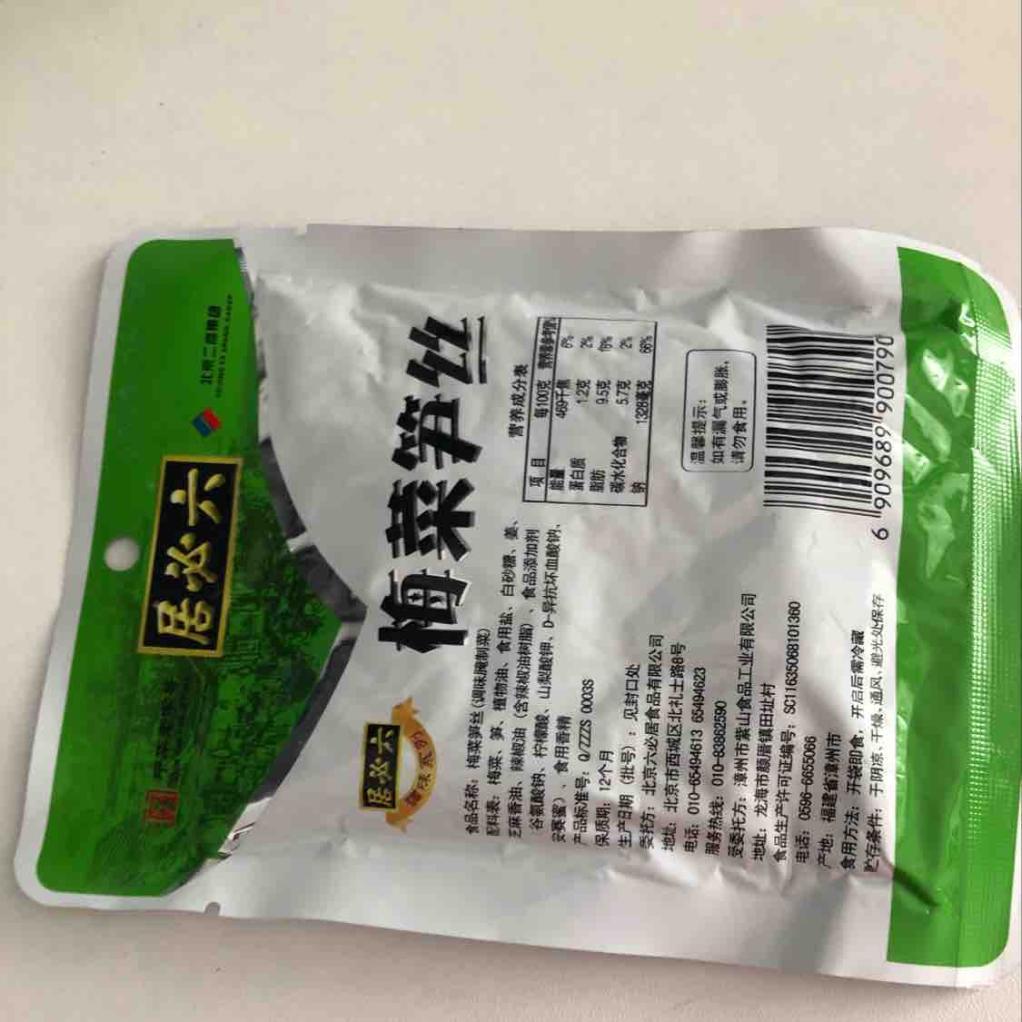 北京二商集团
六必居
梅菜笋丝
六必居
食品名称：梅菜笋丝(调味腌制菜)
配料表：梅菜、笋、植物油、食用盐、白砂糖、姜、
芝麻香油、辣椒油（含辣椒油树脂）、食品添加剂
谷氨酸钠、柠檬酸、山梨酸钾、D-异抗坏血酸钠、
安赛蜜）、食用香精
产品标准号：Q/ZZZS 0003S
保质期：12个月
生产日期（批号）：见封口处
委托方：北京六必居食品有限公司
地址：北京市西城区北礼士路8号
电话：010-65494613 65494623
服务热线：010-83862590
受委托方：漳州市紫山食品工业有限公司
地址：龙海市颜厝镇田址村
食品生产许可证编号：SC11635068101360
电话：0596-6655066
产地：福建省漳州市
食用方法：开袋即食，开启后需冷藏
贮存条件：于阴凉、干燥、通风、避光处保存
营养成分表
项目 每100克 营养素参考值%
能量 469千焦 6%
蛋白质 1.2克 2%
脂肪 9.5克 16%
碳水化合物 5.7克 2%
钠 1328毫克 66%
温馨提示：
如有漏气或膨胀，
请勿食用。
6 909689 900790